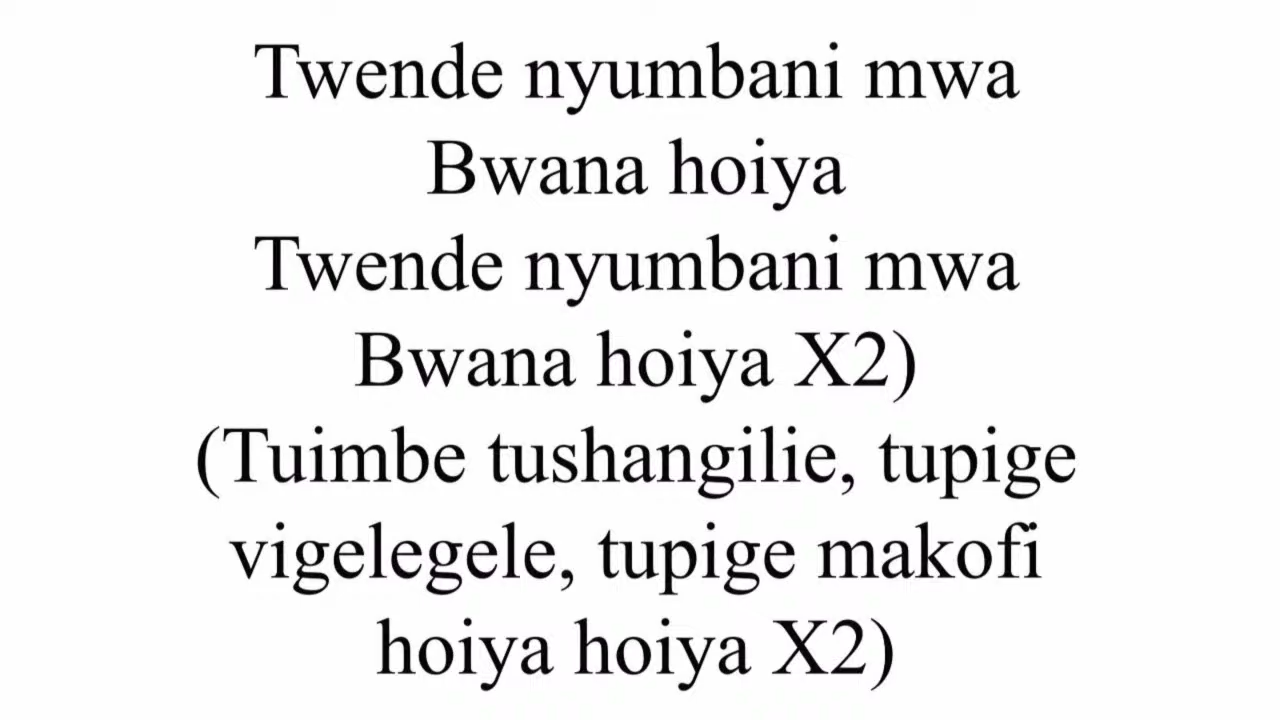 Twende nyumbani mwa
Bwana hoiya
Twende nyumbani mwa
Bwana hoiya X2)
(Tuimbe tushangilie, tupige
vigelegele, tupige makofi
hoiya hoiya X2)